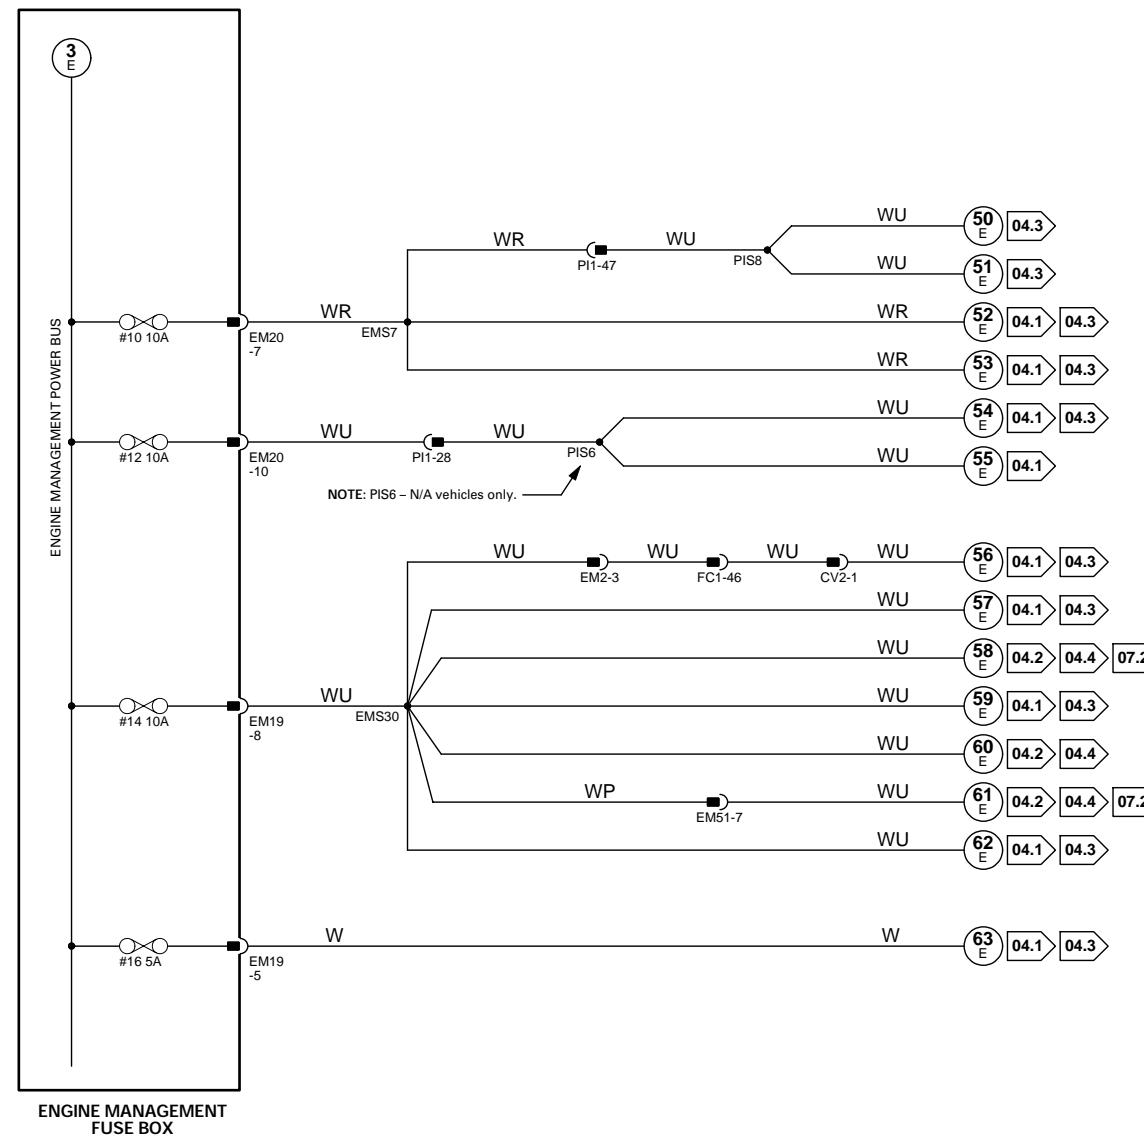 3
E
ENGINE MANAGEMENT POWER BUS
WU
50
E
04.3
WR
PI1-47
WU
PIS8
WU
51
E
04.3
#10 10A
EM20
-7
WR
EMS7
WR
52
E
04.1
04.3
WR
53
E
04.1
04.3
WU
54
E
04.1
04.3
#12 10A
EM20
-10
WU
PI1-28
WU
PIS6
WU
55
E
04.1
NOTE: PIS6 – N/A vehicles only.
WU
EM2-3
WU
FC1-46
WU
CV2-1
WU
56
E
04.1
04.3
WU
57
E
04.1
04.3
WU
58
E
04.2
04.4
07.2
#14 10A
EM19
-8
WU
EMS30
WU
59
E
04.1
04.3
WU
60
E
04.2
04.4
WP
EM51-7
WU
61
E
04.2
04.4
07.2
WU
62
E
04.1
04.3
#16 5A
EM19
-5
W
W
63
E
04.1
04.3
ENGINE MANAGEMENT
FUSE BOX